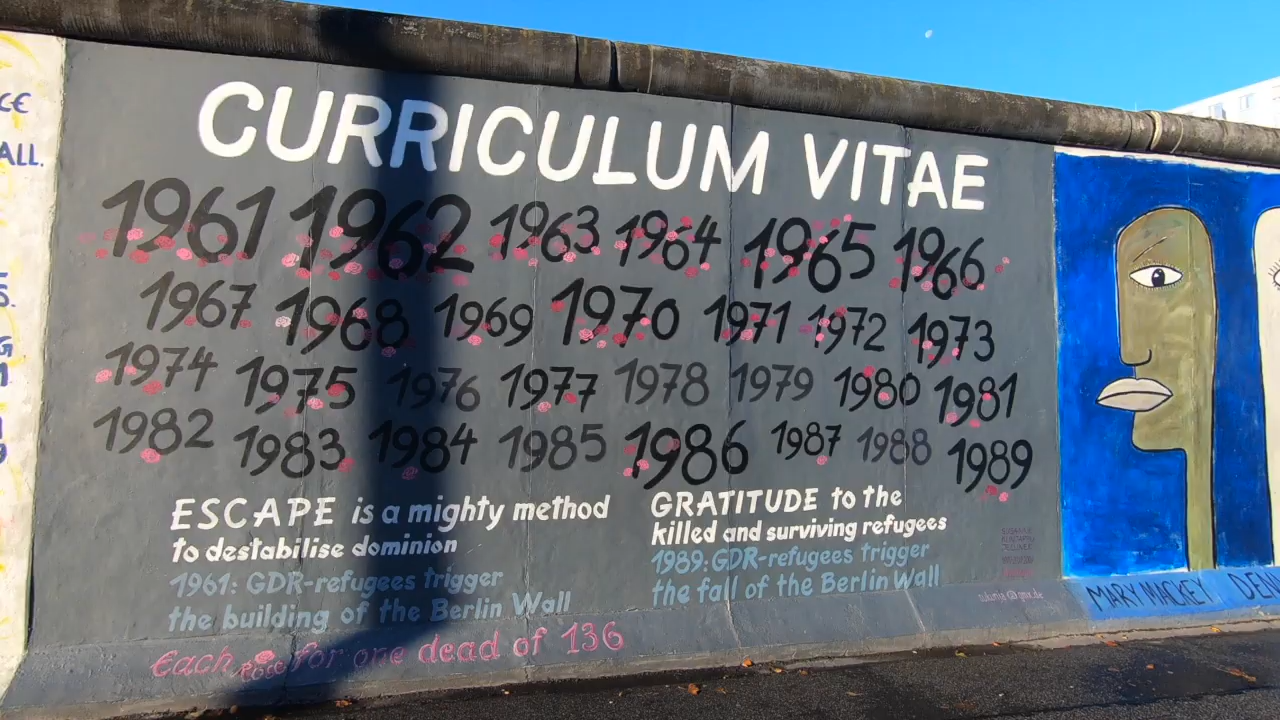 CE
ALL.
CURRICULUM VITAE
1961 1962 1963 1964 1965 1966
1967 1968 1969 1970 1971 1972 1973
1974 1975 1976 1977 1978 1979 1980 1981
1982 1983 1984 1985 1986 1987 1988 1989
ESCAPE is a mighty method
to destabilise dominion
1961: GDR-refugees trigger
the building of the Berlin Wall
GRATITUDE to the
killed and surviving refugees
1989: GDR-refugees trigger
the fall of the Berlin Wall
Each rose for one dead of 136
MARY MACKEY